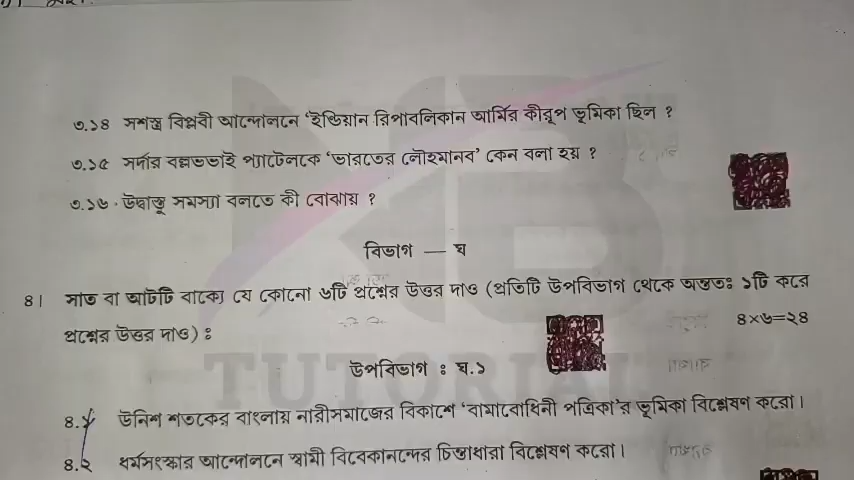 ৩.১৪ সশস্ত্র বিপ্লবী আন্দোলনে 'ইন্ডিয়ান রিপাবলিকান আর্মির কীরূপ ভূমিকা ছিল ?
৩.১৫ সর্দার বল্লভভাই প্যাটেলকে 'ভারতের লৌহমানব' কেন বলা হয় ?
৩.১৬ · উদ্বাস্তু সমস্যা বলতে কী বোঝায় ?
বিভাগ — ঘ
৪। সাত বা আটটি বাক্যে যে কোনো ৬টি প্রশ্নের উত্তর দাও (প্রতিটি উপবিভাগ থেকে অন্ততঃ ১টি করে
প্রশ্নের উত্তর দাও) :
৪×৬=২৪
উপবিভাগ : ঘ.১
TUTORIAL
৪.১ উনিশ শতকের বাংলায় নারীসমাজের বিকাশে 'বামাবোধিনী পত্রিকা'র ভূমিকা বিশ্লেষণ করো।
৪.২ ধর্মসংস্কার আন্দোলনে স্বামী বিবেকানন্দের চিন্তাধারা বিশ্লেষণ করো।